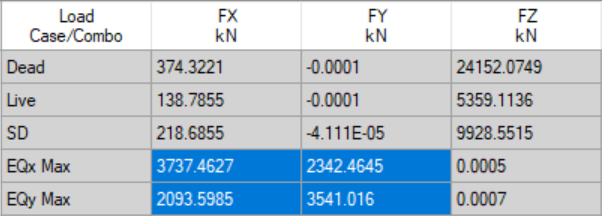 Load Case/Combo FX kN FY kN FZ kN
Dead 374.3221 -0.0001 24152.0749
Live 138.7855 -0.0001 5359.1136
SD 218.6855 -4.111E-05 9928.5515
EQx Max 3737.4627 2342.4645 0.0005
EQy Max 2093.5985 3541.016 0.0007